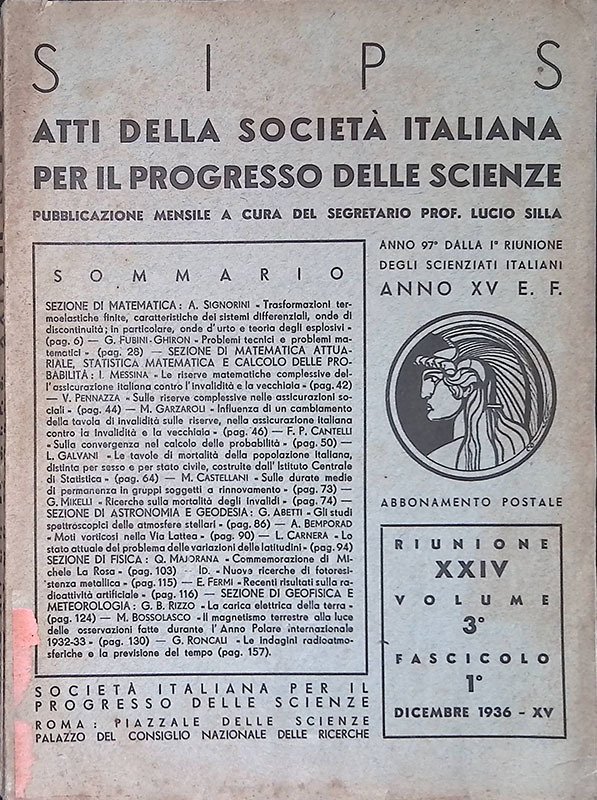 S I P S
ATTI DELLA SOCIETÀ ITALIANA
PER IL PROGRESSO DELLE SCIENZE
PUBBLICAZIONE MENSILE A CURA DEL SEGRETARIO PROF. LUCIO SILLA
SOMMARIO
SEZIONE DI MATEMATICA: A. SIGNORINI - Trasformazioni ter-
moelastiche finite, caratteristiche dei sistemi differenziali, onde di
discontinuità; in particolare, onde d'urto e teoria degli esplosivi -
(pag. 6) — G. FUBINI-GHIRON - Problemi tecnici e problemi ma-
tematici - (pag. 28) — SEZIONE DI MATEMATICA ATTUA-
RIALE, STATISTICA MATEMATICA E CALCOLO DELLE PRO-
BABILITÀ: I. MESSINA - Le riserve matematiche complessive del-
l'assicurazione italiana contro l'invalidità e la vecchiaia - (pag. 42)
— V. PENNAZZA - Sulle riserve complessive nelle assicurazioni so-
ciali - (pag. 44) — M. GARZAROLI - Influenza di un cambiamento
della tavola di invalidità sulle riserve, nella assicurazione italiana
contro la invalidità e la vecchiaia - (pag. 46) — F. P. CANTELLI
- Sulla convergenza nel calcolo delle probabilità - (pag. 50) —
L. GALVANI - Le tavole di mortalità della popolazione italiana,
distinta per sesso e per stato civile, costruite dall'Istituto Centrale
di Statistica - (pag. 64) — M. CASTELLANI - Sulle durate medie
di permanenza in gruppi soggetti a rinnovamento - (pag. 73) —
G. MIKELLI - Ricerche sulla mortalità degli invalidi - (pag. 74) —
SEZIONE DI ASTRONOMIA E GEODESIA: G. ABETTI - Gli studi
spettroscopici delle atmosfere stellari - (pag. 86) — A. BEMPORAD
- Moti vorticosi nella Via Lattea - (pag. 90) — L. CARNERA - Lo
stato attuale del problema delle variazioni delle latitudini - (pag. 94)
SEZIONE DI FISICA: Q. MAJORANA - Commemorazione di Mi-
chele La Rosa - (pag. 103) — ID. - Nuova ricerche di fotoresi-
stenza metallica - (pag. 115) — E. FERMI - Recenti risultati sulla ra-
dioattività artificiale - (pag. 116) — SEZIONE DI GEOFISICA E
METEOROLOGIA: G. B. RIZZO - La carica elettrica della terra -
(pag. 124) — M. BOSSOLASCO - Il magnetismo terrestre alla luce
delle osservazioni fatte durante l'Anno Polare internazionale
1932-33 - (pag. 130) — G. RONCALI - Le indagini radioatmo-
sferiche e la previsione del tempo (pag. 157).
ANNO 97° DALLA 1ª RIUNIONE
DEGLI SCIENZIATI ITALIANI
ANNO XV E. F.
ABBONAMENTO POSTALE
RIUNIONE
XXIV
VOLUME
3°
FASCICOLO
1°
DICEMBRE 1936 - XV
SOCIETÀ ITALIANA PER IL
PROGRESSO DELLE SCIENZE
ROMA: PIAZZALE DELLE SCIENZE
PALAZZO DEL CONSIGLIO NAZIONALE DELLE RICERCHE